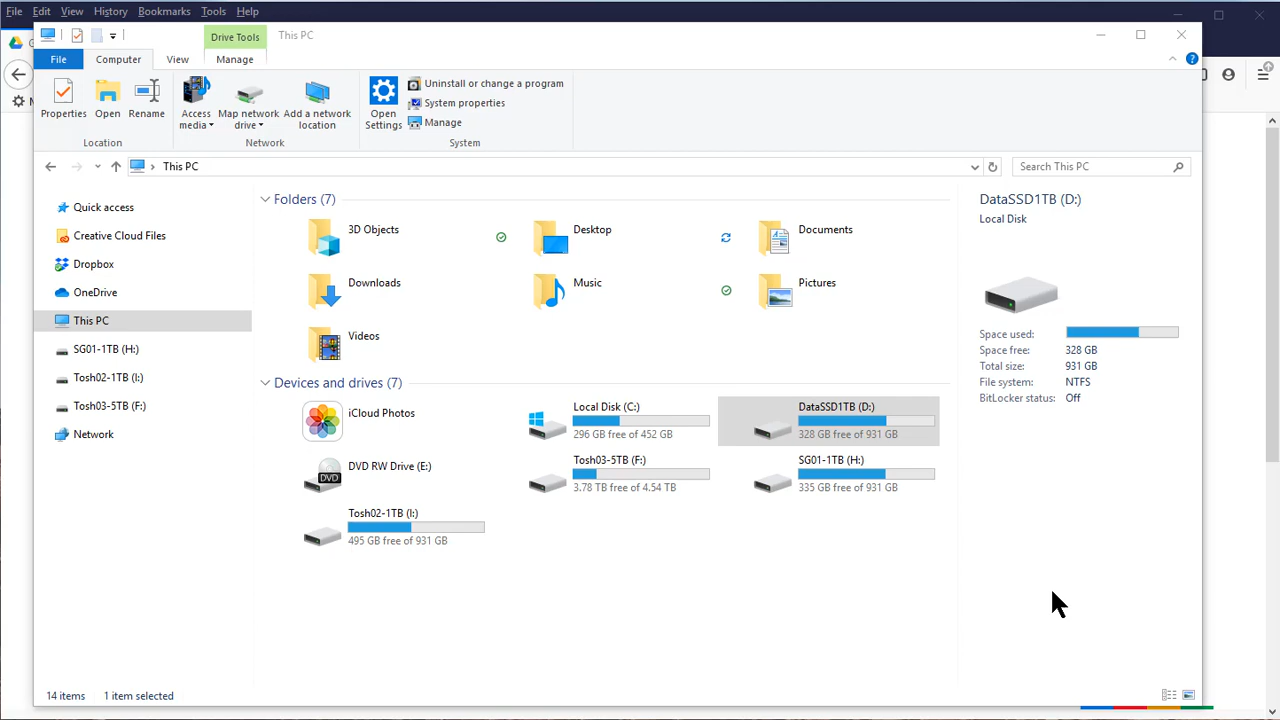 File Edit View History Bookmarks Tools Help
Drive Tools This PC
File Computer View Manage
Properties Open Rename Access media Map network drive Add a network location Open Settings
Uninstall or change a program
System properties
Manage
Location Network System
This PC Search This PC
Quick access
Creative Cloud Files
Dropbox
OneDrive
This PC
SG01-1TB (H:)
Tosh02-1TB (I:)
Tosh03-5TB (F:)
Network
Folders (7)
3D Objects Desktop Documents
Downloads Music Pictures
Videos
Devices and drives (7)
iCloud Photos
Local Disk (C:)
296 GB free of 452 GB
DataSSD1TB (D:)
328 GB free of 931 GB
DVD RW Drive (E:)
DVD
Tosh03-5TB (F:)
3.78 TB free of 4.54 TB
SG01-1TB (H:)
335 GB free of 931 GB
Tosh02-1TB (I:)
495 GB free of 931 GB
DataSSD1TB (D:)
Local Disk
Space used:
Space free: 328 GB
Total size: 931 GB
File system: NTFS
BitLocker status: Off
14 items 1 item selected